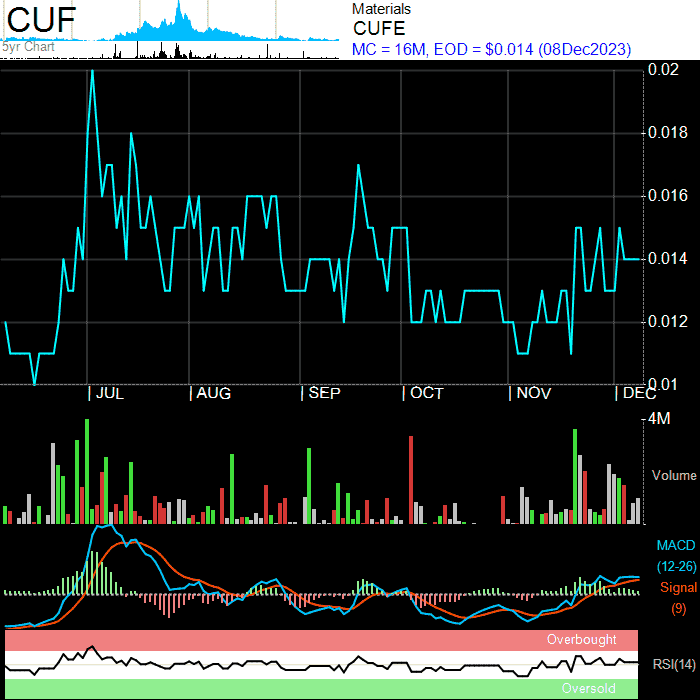 CUF
5yr Chart
Materials
CUFE
MC = 16M, EOD = $0.014 (08Dec2023)
0.02
0.018
0.016
0.014
0.012
0.01
| JUL | AUG | SEP | OCT | NOV | DEC
4M
Volume
MACD
(12-26)
Signal
(9)
Overbought
RSI(14)
Oversold